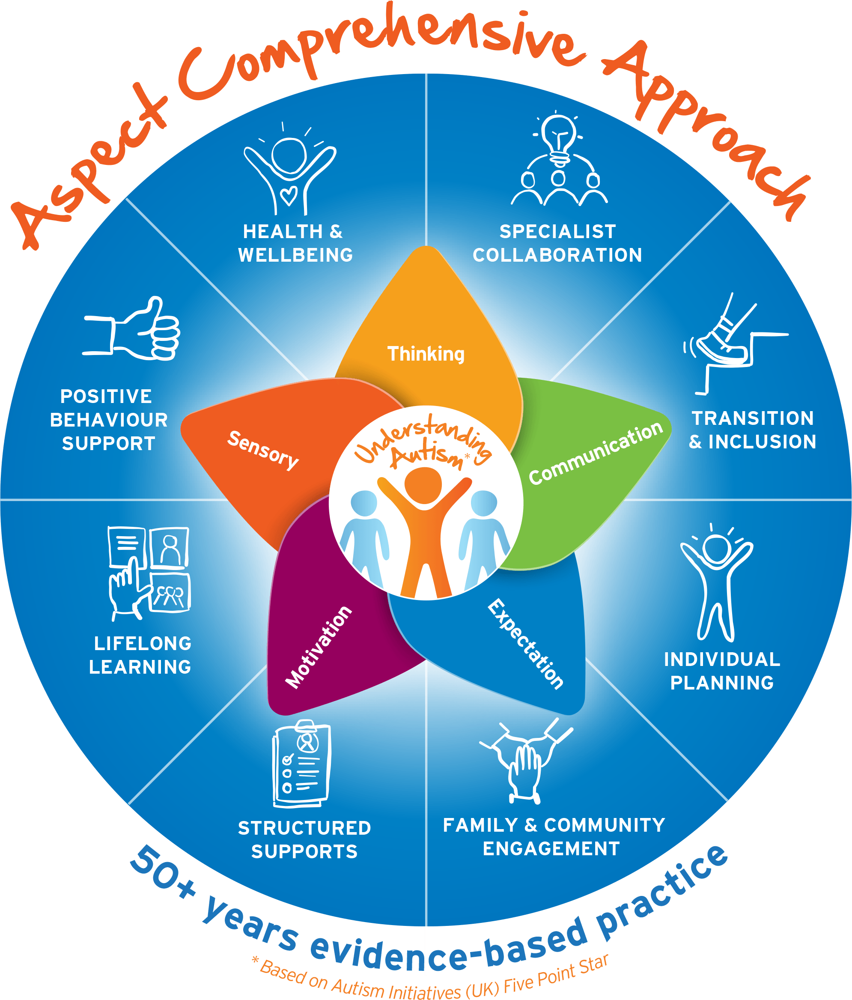 Aspect Comprehensive Approach
HEALTH &
WELLBEING
SPECIALIST
COLLABORATION
POSITIVE
BEHAVIOUR
SUPPORT
TRANSITION
& INCLUSION
Thinking
Sensory
Communication
Understanding
Autism*
Motivation
Expectation
LIFELONG
LEARNING
INDIVIDUAL
PLANNING
STRUCTURED
SUPPORTS
FAMILY & COMMUNITY
ENGAGEMENT
50+ years evidence-based practice
* Based on Autism Initiatives (UK) Five Point Star